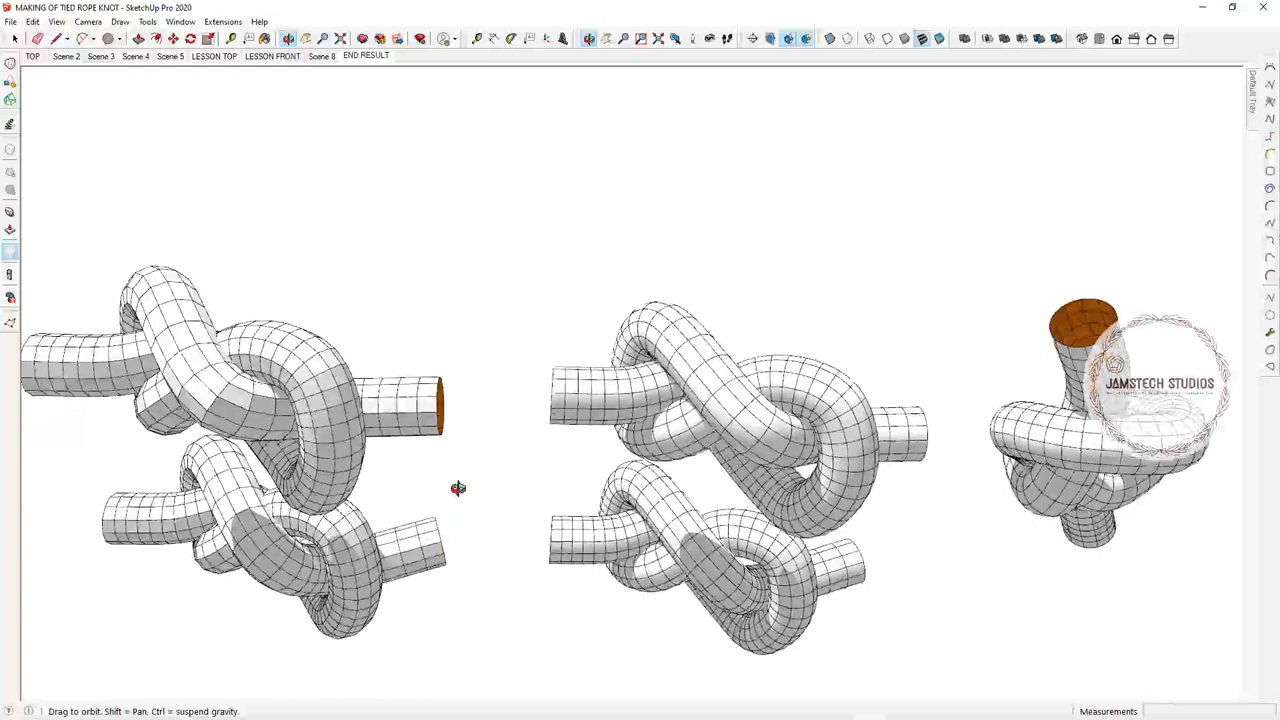 MAKING OF TIED ROPE KNOT - SketchUp Pro 2020
File Edit View Camera Draw Tools Window Extensions Help
TOP Scene 2 Scene 3 Scene 4 Scene 5 LESSON TOP LESSON FRONT Scene 8 END RESULT
Default Tray
JAMSTECH STUDIOS
Drag to orbit. Shift = Pan, Ctrl = suspend gravity.
Measurements